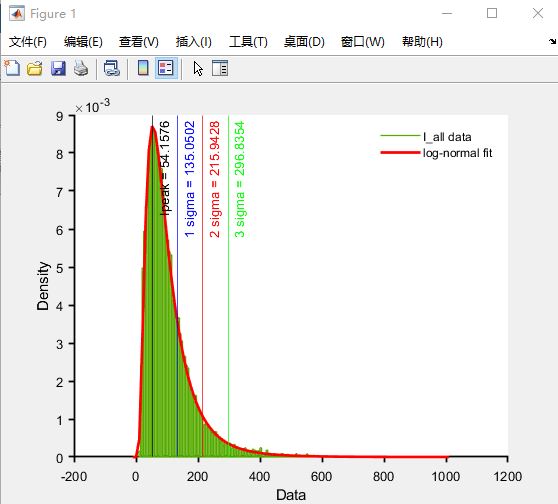 Figure 1
文件(F) 编辑(E) 查看(V) 插入(I) 工具(T) 桌面(D) 窗口(W) 帮助(H)
×10⁻³
9
8
7
6
5
4
3
2
1
0
Density
Ipeak = 54.1576
1 sigma = 135.0502
2 sigma = 215.9428
3 sigma = 296.8354
I_all data
log-normal fit
-200 0 200 400 600 800 1000 1200
Data